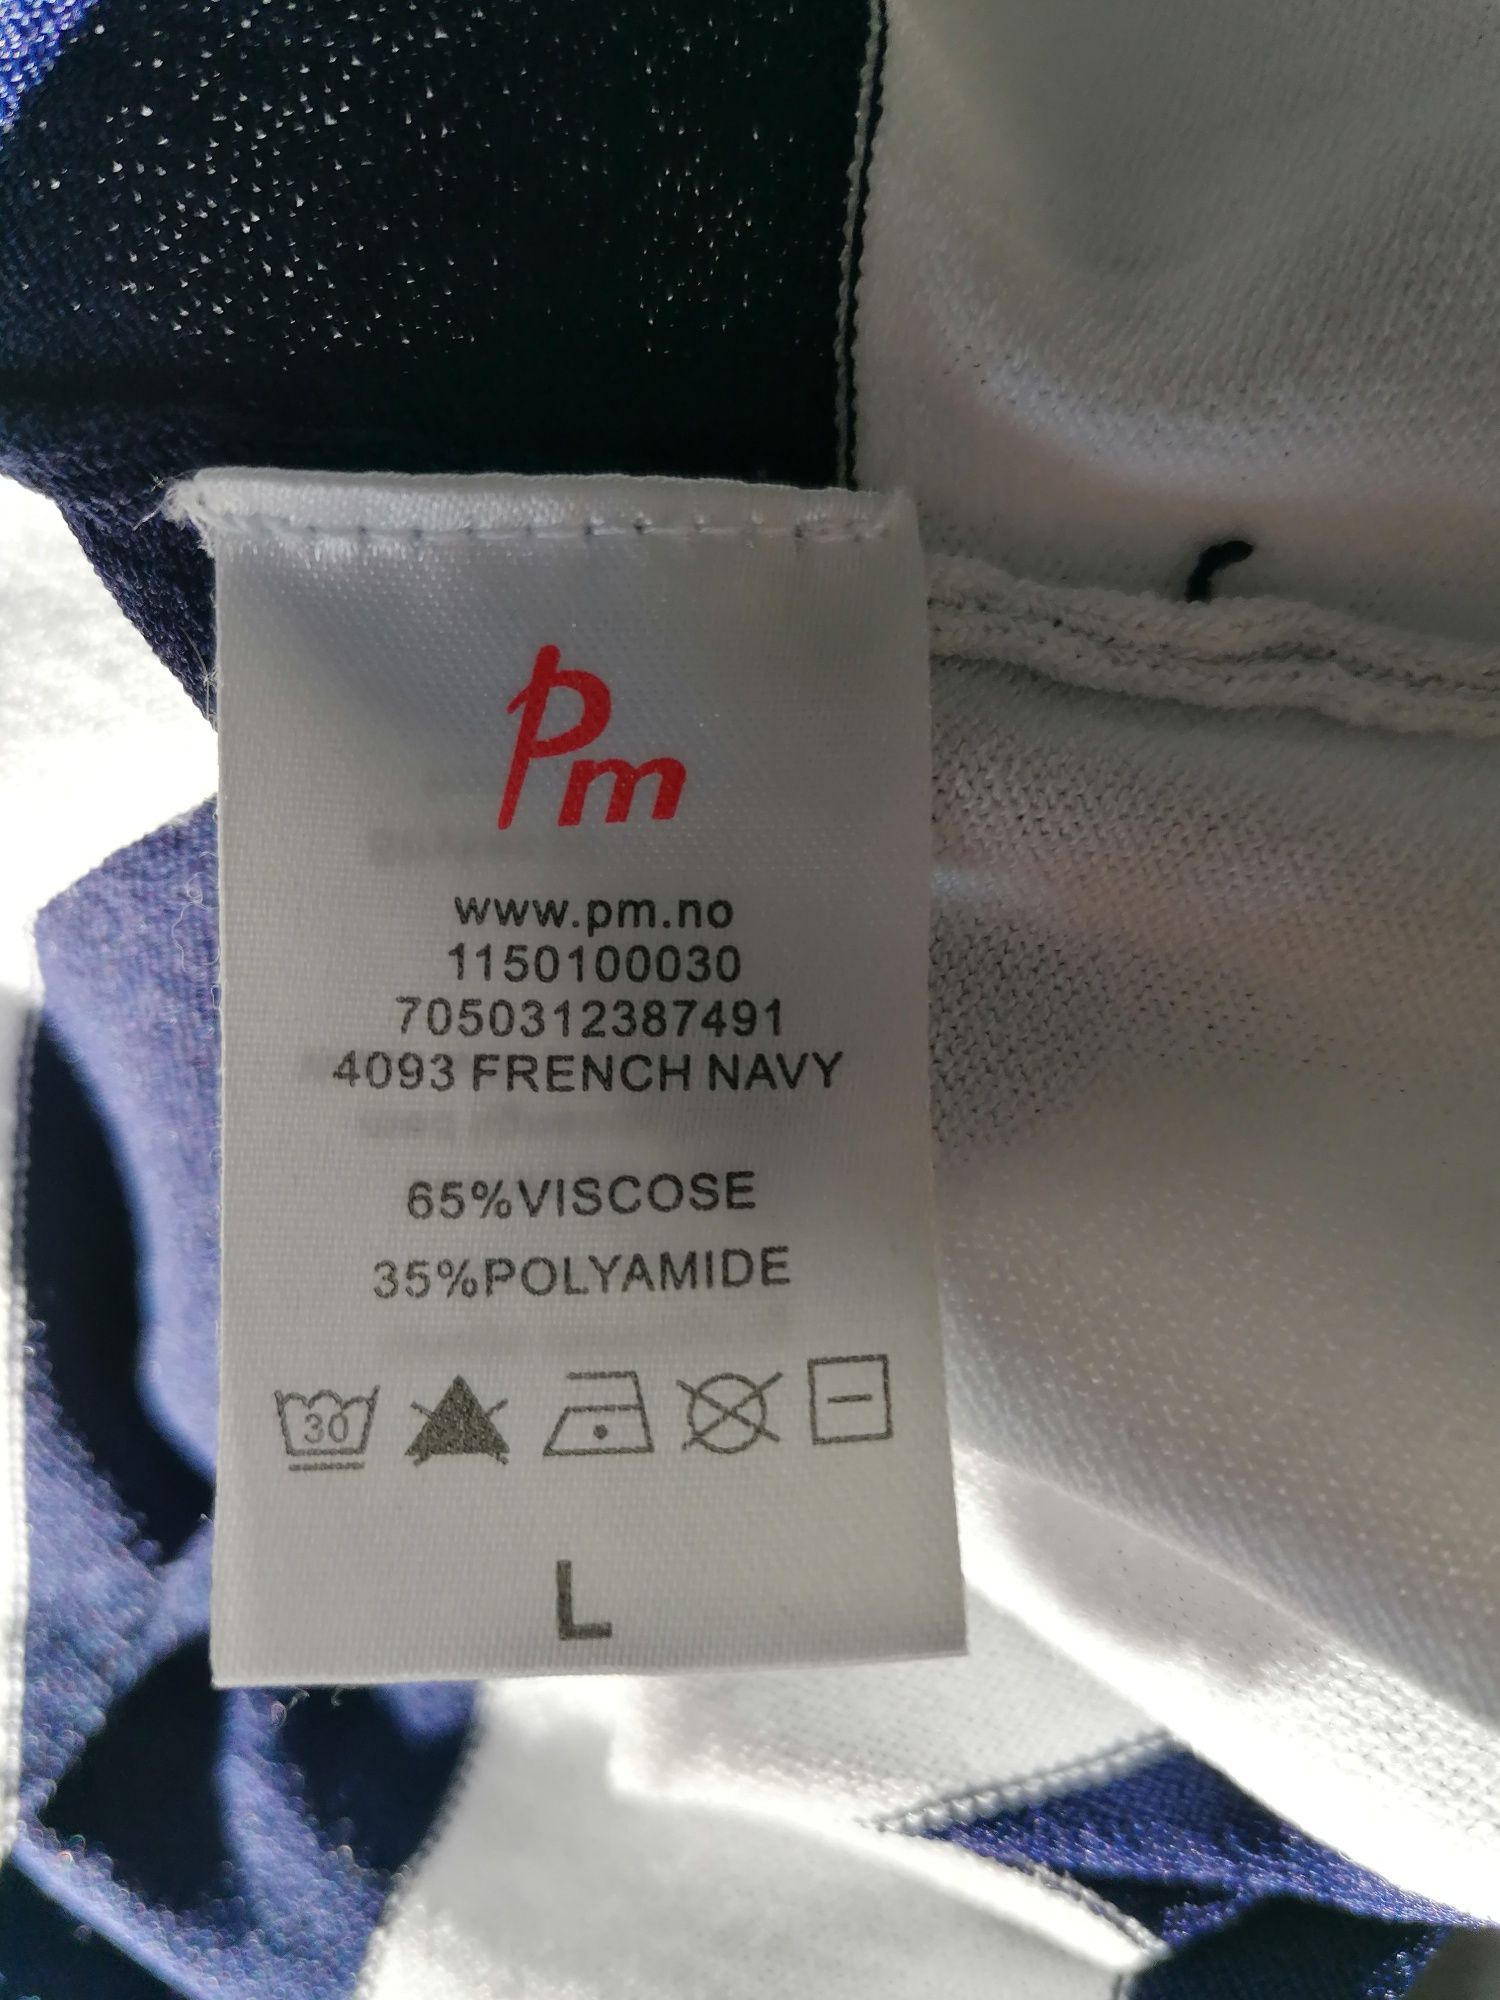 Pm
www.pm.no
1150100030
7050312387491
4093 FRENCH NAVY
65%VISCOSE
35%POLYAMIDE
30
L